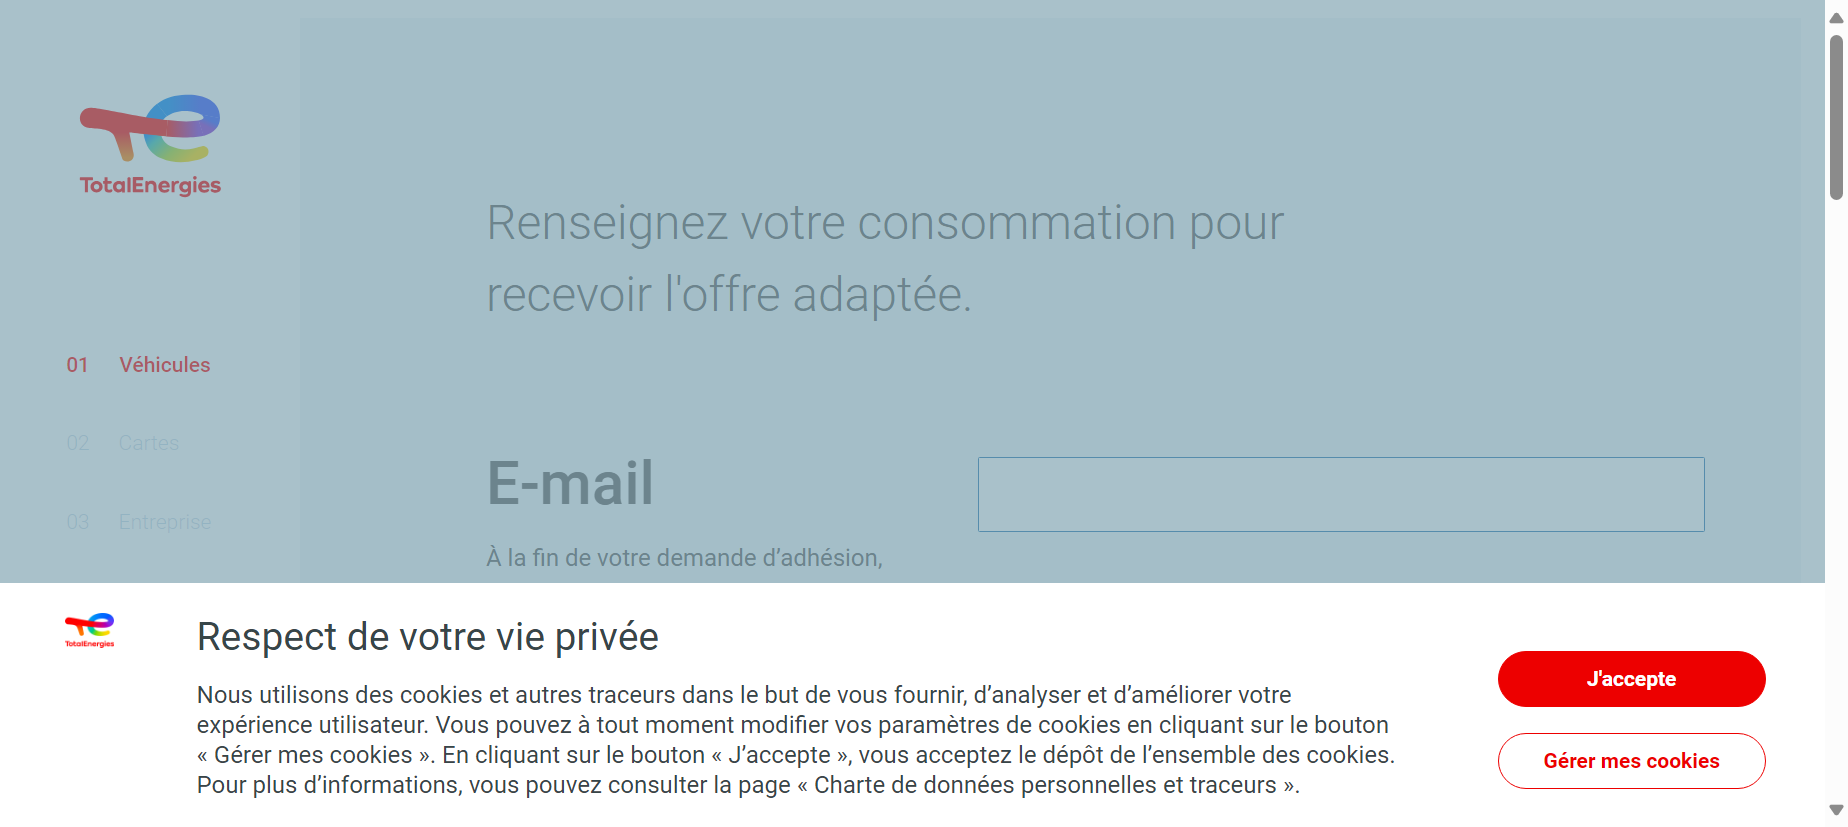 TotalEnergies
Renseignez votre consommation pour
recevoir l'offre adaptée.
01 Véhicules
02 Cartes
03 Entreprise
E-mail
À la fin de votre demande d’adhésion,
TotalEnergies
Respect de votre vie privée
Nous utilisons des cookies et autres traceurs dans le but de vous fournir, d’analyser et d’améliorer votre
expérience utilisateur. Vous pouvez à tout moment modifier vos paramètres de cookies en cliquant sur le bouton
« Gérer mes cookies ». En cliquant sur le bouton « J’accepte », vous acceptez le dépôt de l’ensemble des cookies.
Pour plus d’informations, vous pouvez consulter la page « Charte de données personnelles et traceurs ».
J'accepte
Gérer mes cookies